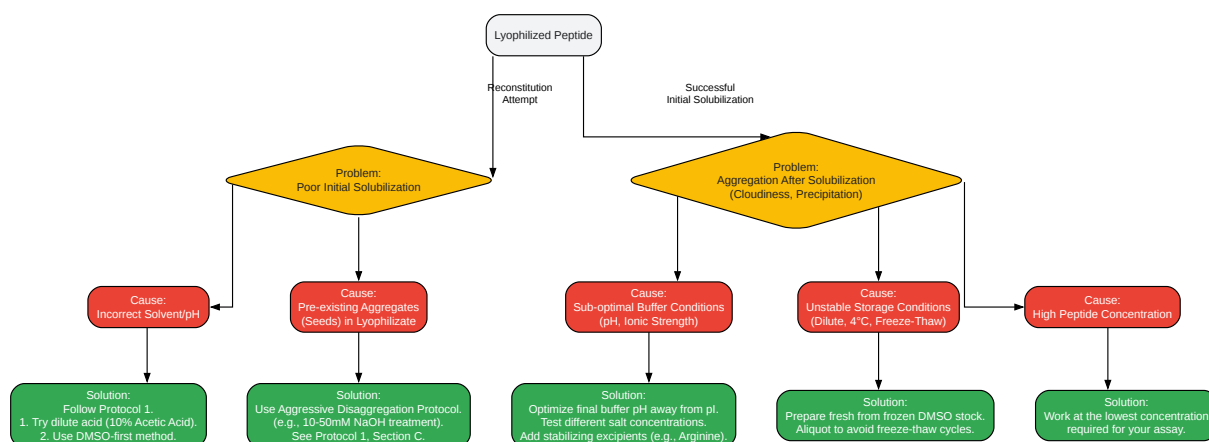 Lyophilized Peptide
Reconstitution
Attempt
Successful
Initial Solubilization
Problem:
Poor Initial Solubilization
Problem:
Aggregation After Solubilization
(Cloudiness, Precipitation)
Cause:
Incorrect Solvent/pH
Cause:
Pre-existing Aggregates
(Seeds) in Lyophilizate
Cause:
Sub-optimal Buffer Conditions
(pH, Ionic Strength)
Cause:
Unstable Storage Conditions
(Dilute, 4°C, Freeze-Thaw)
Cause:
High Peptide Concentration
Solution:
Follow Protocol 1.
1. Try dilute acid (10% Acetic Acid).
2. Use DMSO-first method.
Solution:
Use Aggressive Disaggregation Protocol.
(e.g., 10-50mM NaOH treatment).
See Protocol 1, Section C.
Solution:
Optimize final buffer pH away from pI.
Test different salt concentrations.
Add stabilizing excipients (e.g., Arginine).
Solution:
Prepare fresh from frozen DMSO stock.
Aliquot to avoid freeze-thaw cycles.
Solution:
Work at the lowest concentration
required for your assay.